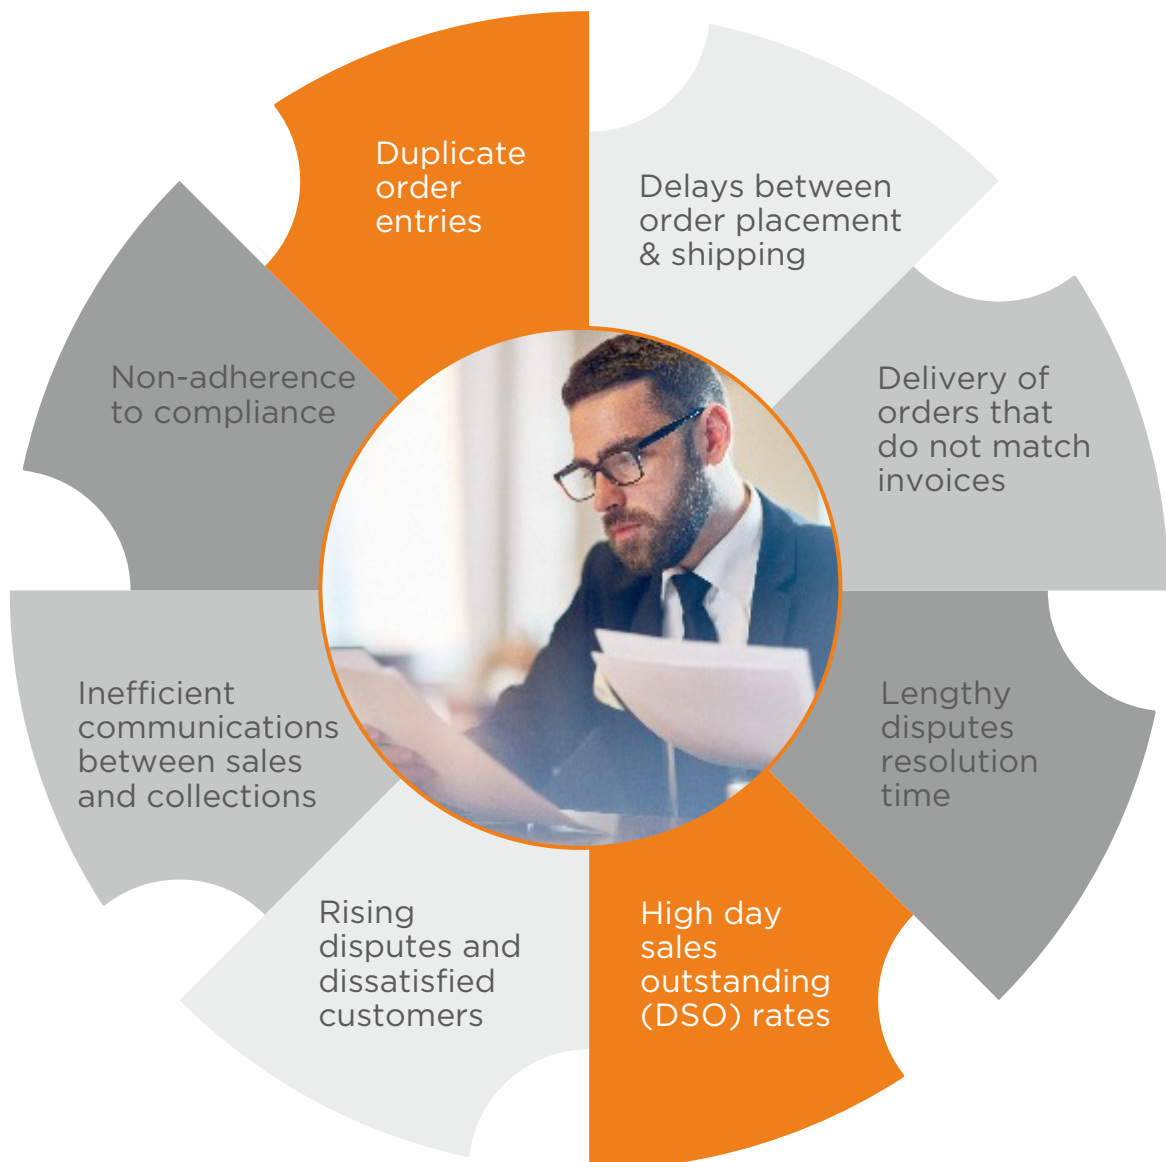 Duplicate
order
entries
Delays between
order placement
& shipping
Delivery of
orders that
do not match
invoices
Lengthy
disputes
resolution
time
High day
sales
outstanding
(DSO) rates
Rising
disputes and
dissatisfied
customers
Inefficient
communications
between sales
and collections
Non-adherence
to compliance